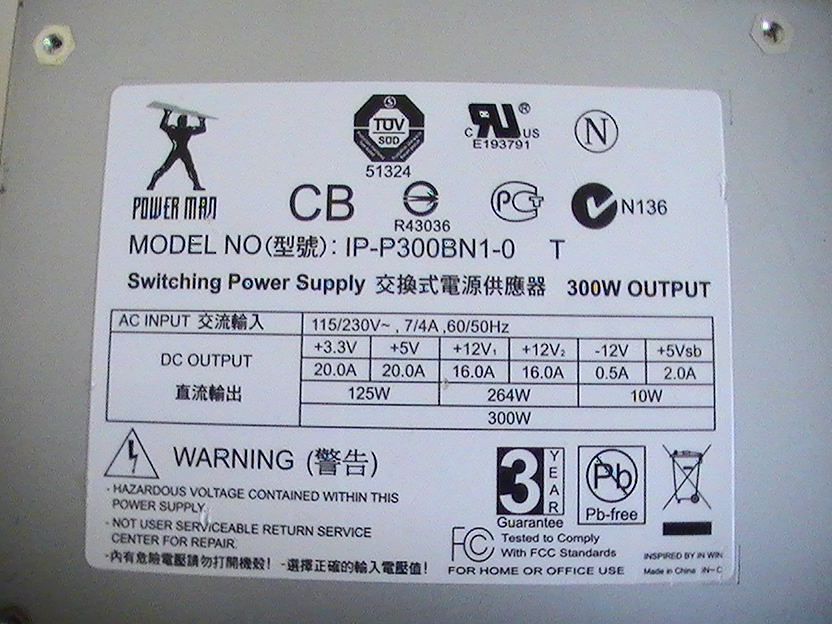 POWER MAN
TÜV
SÜD
51324
C RU US ®
E193791
N
CB
R43036
PCT
N136
MODEL NO(型號): IP-P300BN1-0 T
Switching Power Supply 交換式電源供應器 300W OUTPUT
AC INPUT 交流輸入 115/230V~ , 7/4A ,60/50Hz
DC OUTPUT
直流輸出
+3.3V +5V +12V₁ +12V₂ -12V +5Vsb
20.0A 20.0A 16.0A 16.0A 0.5A 2.0A
125W 264W 10W
300W
WARNING (警告)
- HAZARDOUS VOLTAGE CONTAINED WITHIN THIS
POWER SUPPLY.
- NOT USER SERVICEABLE RETURN SERVICE
CENTER FOR REPAIR.
-內有危險電壓請勿打開機殼! -選擇正確的輸入電壓值!
3 YEAR
Guarantee
Pb
Pb-free
FC Tested to Comply
With FCC Standards
FOR HOME OR OFFICE USE
INSPIRED BY IN WIN
Made in China IN-C